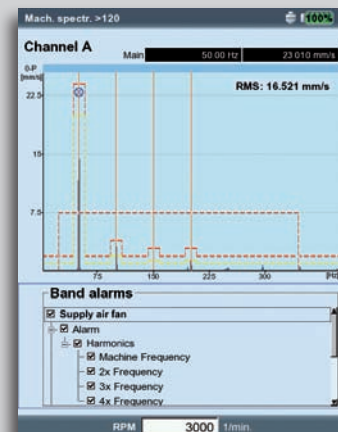 Mach. spectr. >120
100%
Channel A
Main 50.00 Hz 23.010 mm/s
0-P
[mm/s]
RMS: 16.521 mm/s
22.5
15
7.5
75 150 225 300 [Hz]
Band alarms
Supply air fan
Alarm
Harmonics
Machine Frequency
2x Frequency
3x Frequency
4x Frequency
RPM 3000 1/min.